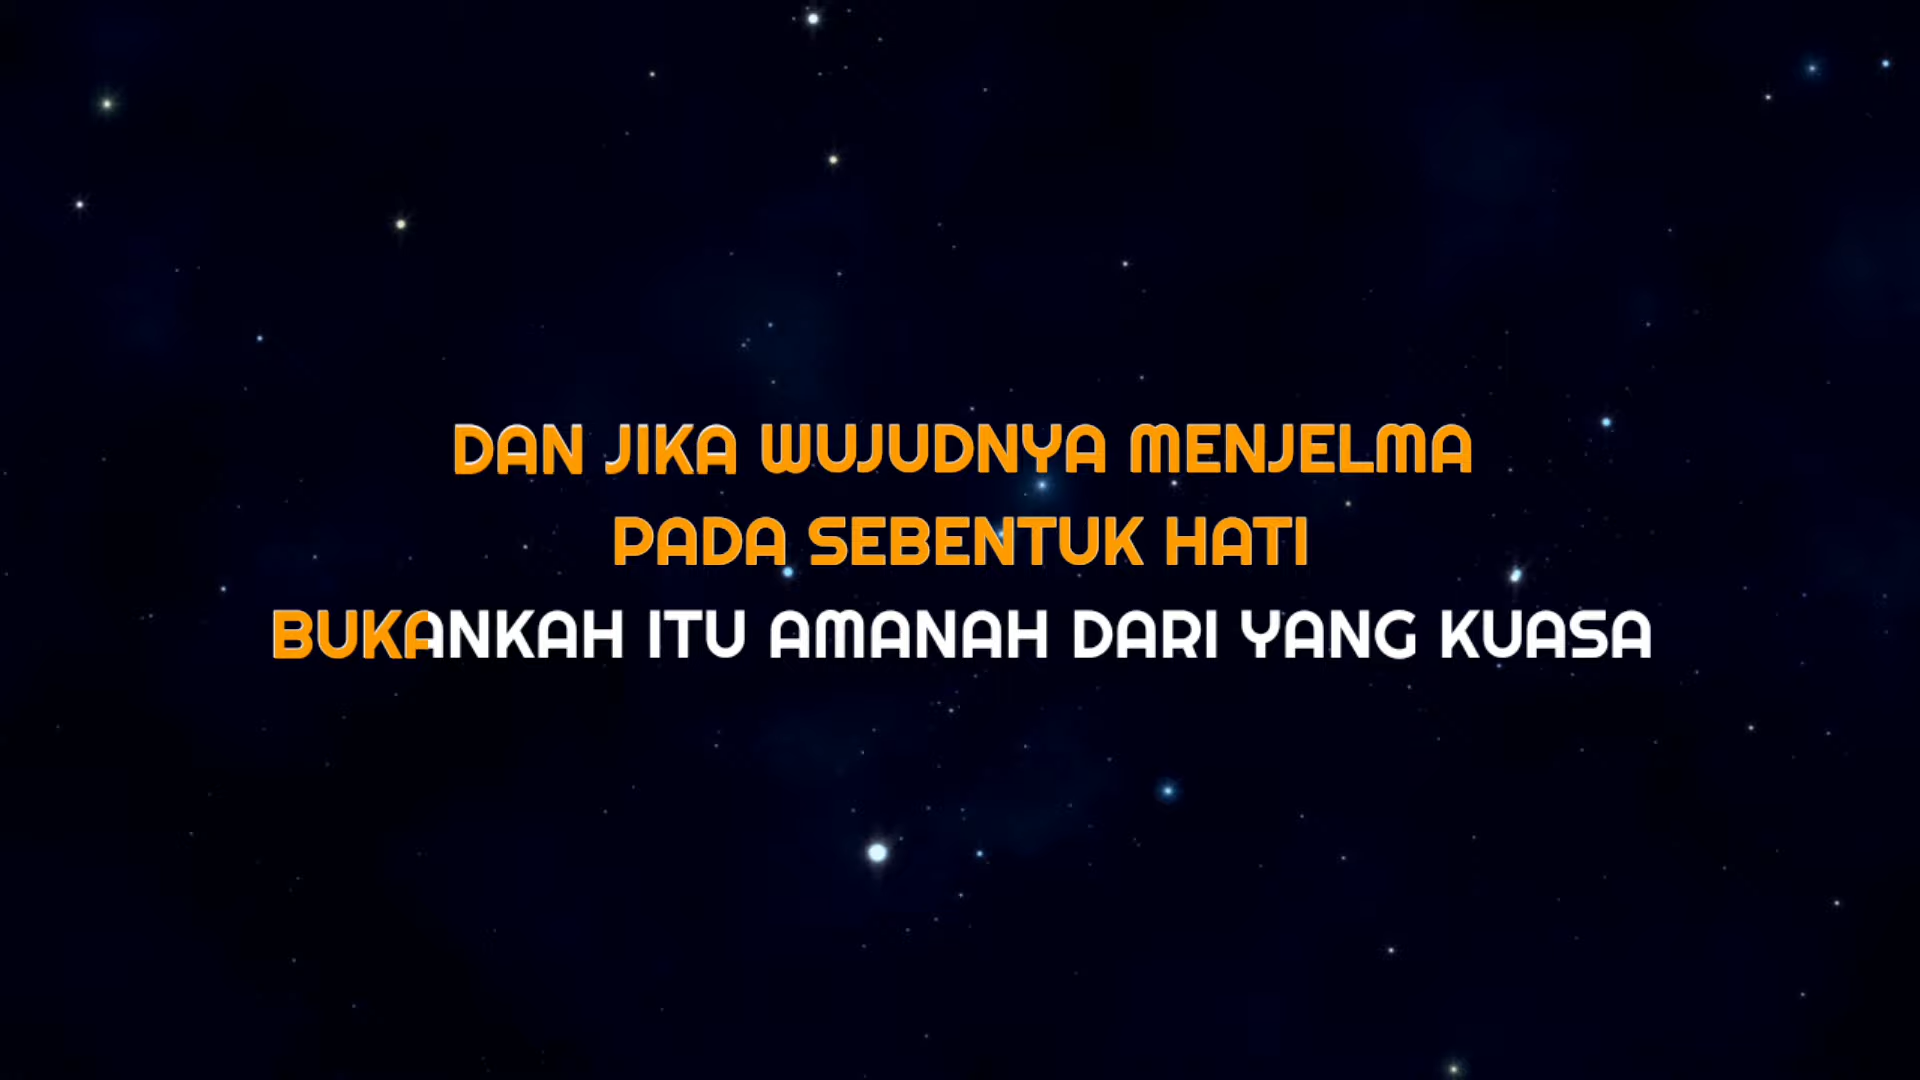 DAN JIKA WUJUDNYA MENJELMA
PADA SEBENTUK HATI
BUKANKAH ITU AMANAH DARI YANG KUASA